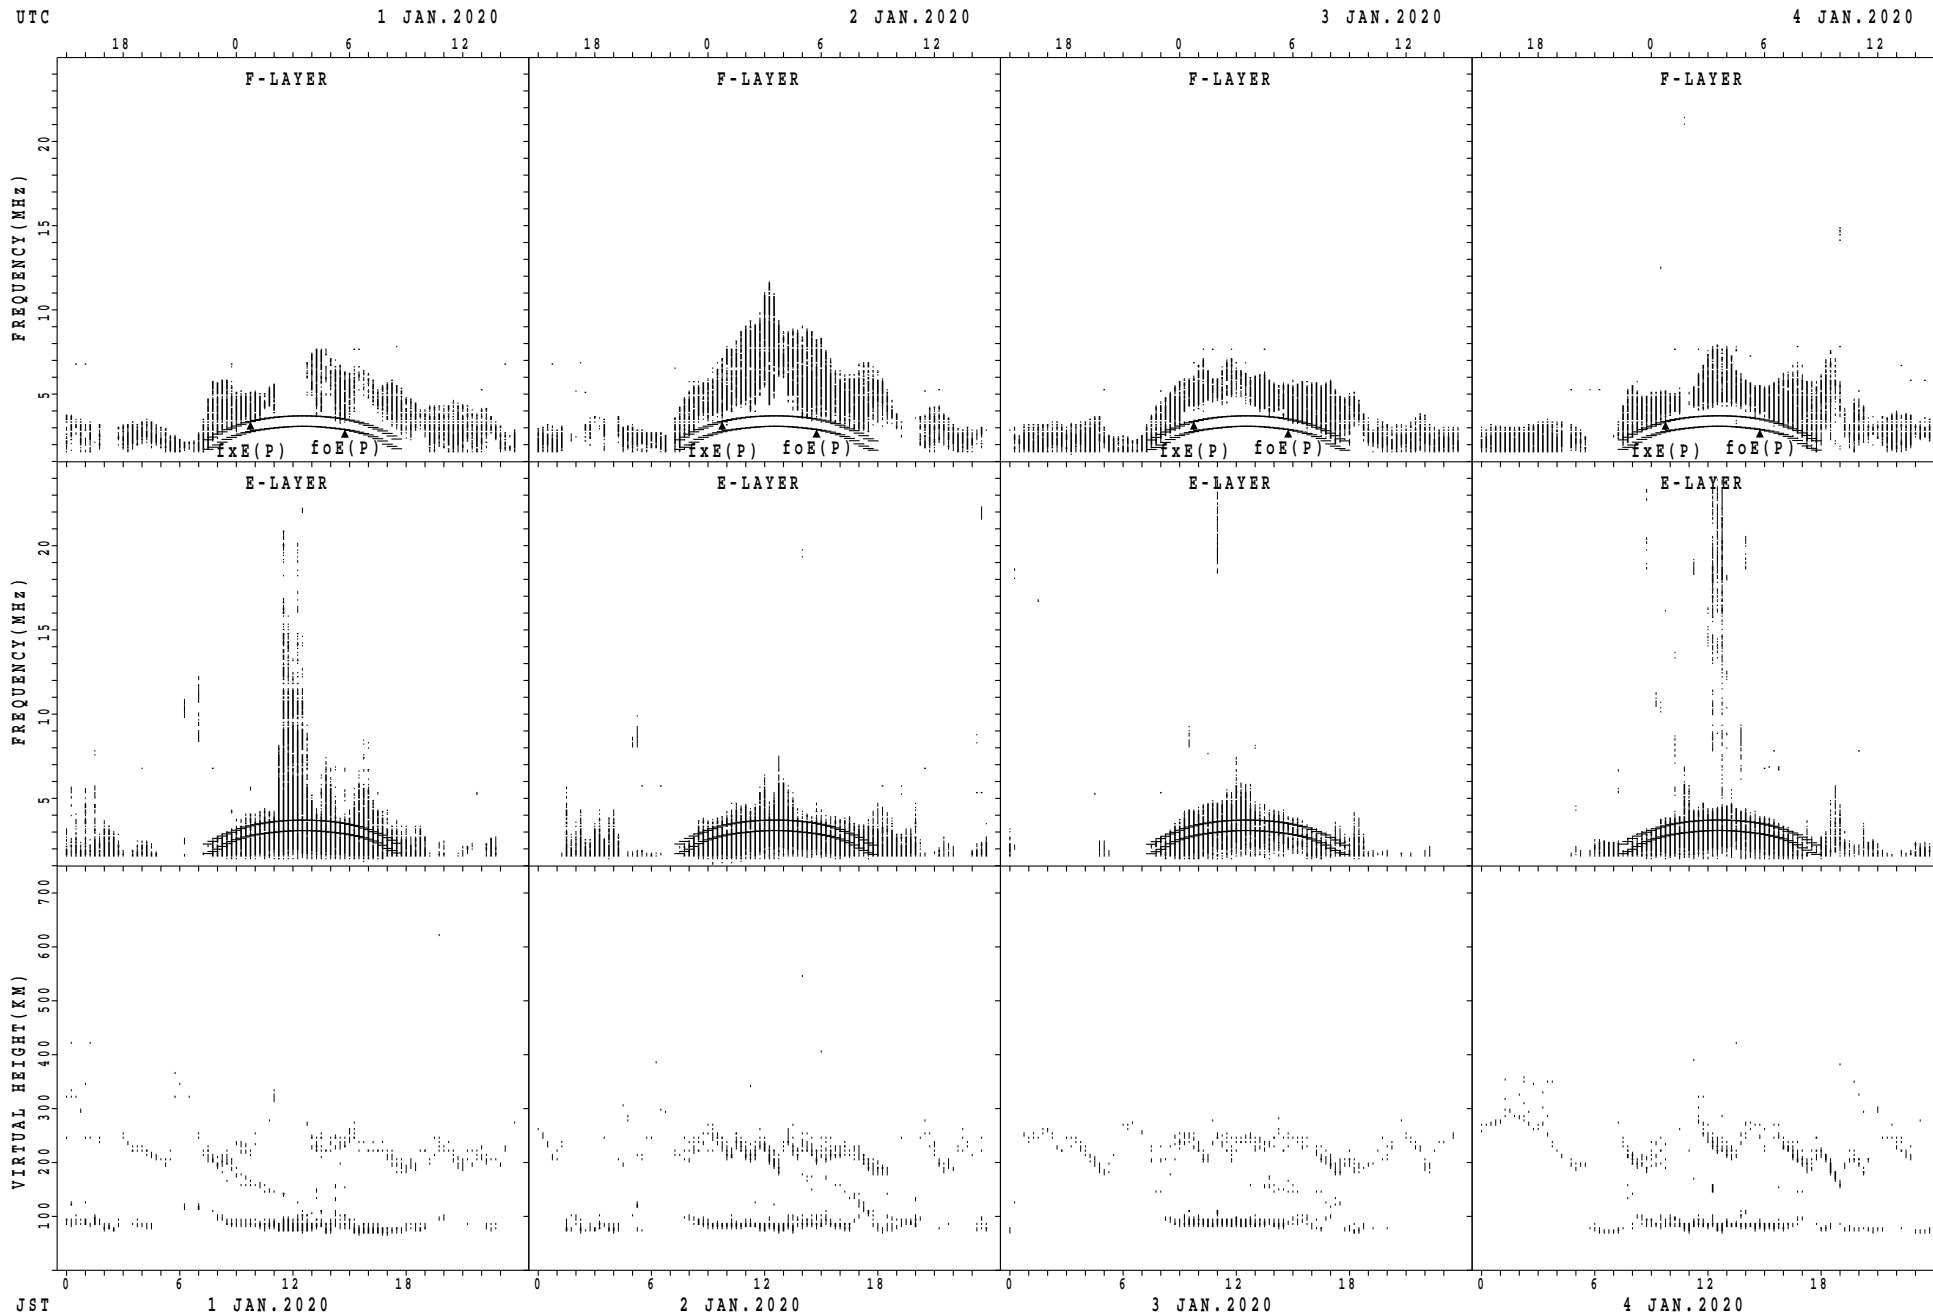 UTC 1 JAN.2020 2 JAN.2020 3 JAN.2020 4 JAN.2020
18 0 6 12 18 0 6 12 18 0 6 12 18 0 6 12
F-LAYER F-LAYER F-LAYER F-LAYER
FREQUENCY(MHz)
20
15
10
5
fxE(P) foE(P) fxE(P) foE(P) fxE(P) foE(P) fxE(P) foE(P)
E-LAYER E-LAYER E-LAYER E-LAYER
FREQUENCY(MHz)
20
15
10
5
VIRTUAL HEIGHT(KM)
700
600
500
400
300
200
100
0 6 12 18 0 6 12 18 0 6 12 18 0 6 12 18
JST 1 JAN.2020 2 JAN.2020 3 JAN.2020 4 JAN.2020